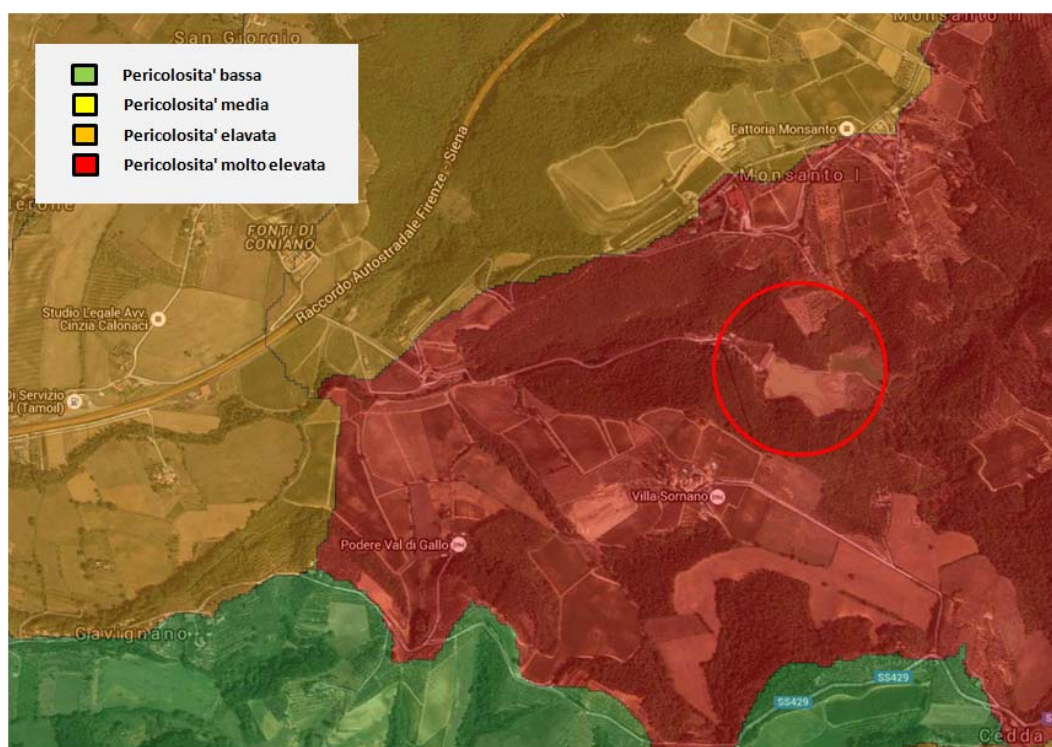 San Giorgio
Monsanto II
Pericolosita' bassa
Pericolosita' media
Pericolosita' elavata
Pericolosita' molto elevata
Raccordo Autostradale Firenze - Siena
Fattoria Monsanto
Monsanto I
FONTI DI
CONIANO
Studio Legale Avv.
Cinzia Calonaci
Di Servizio
(Tamoil)
Villa Sornano
Podere Val di Gallo
Gavignano
SS429
SS429
Cedda